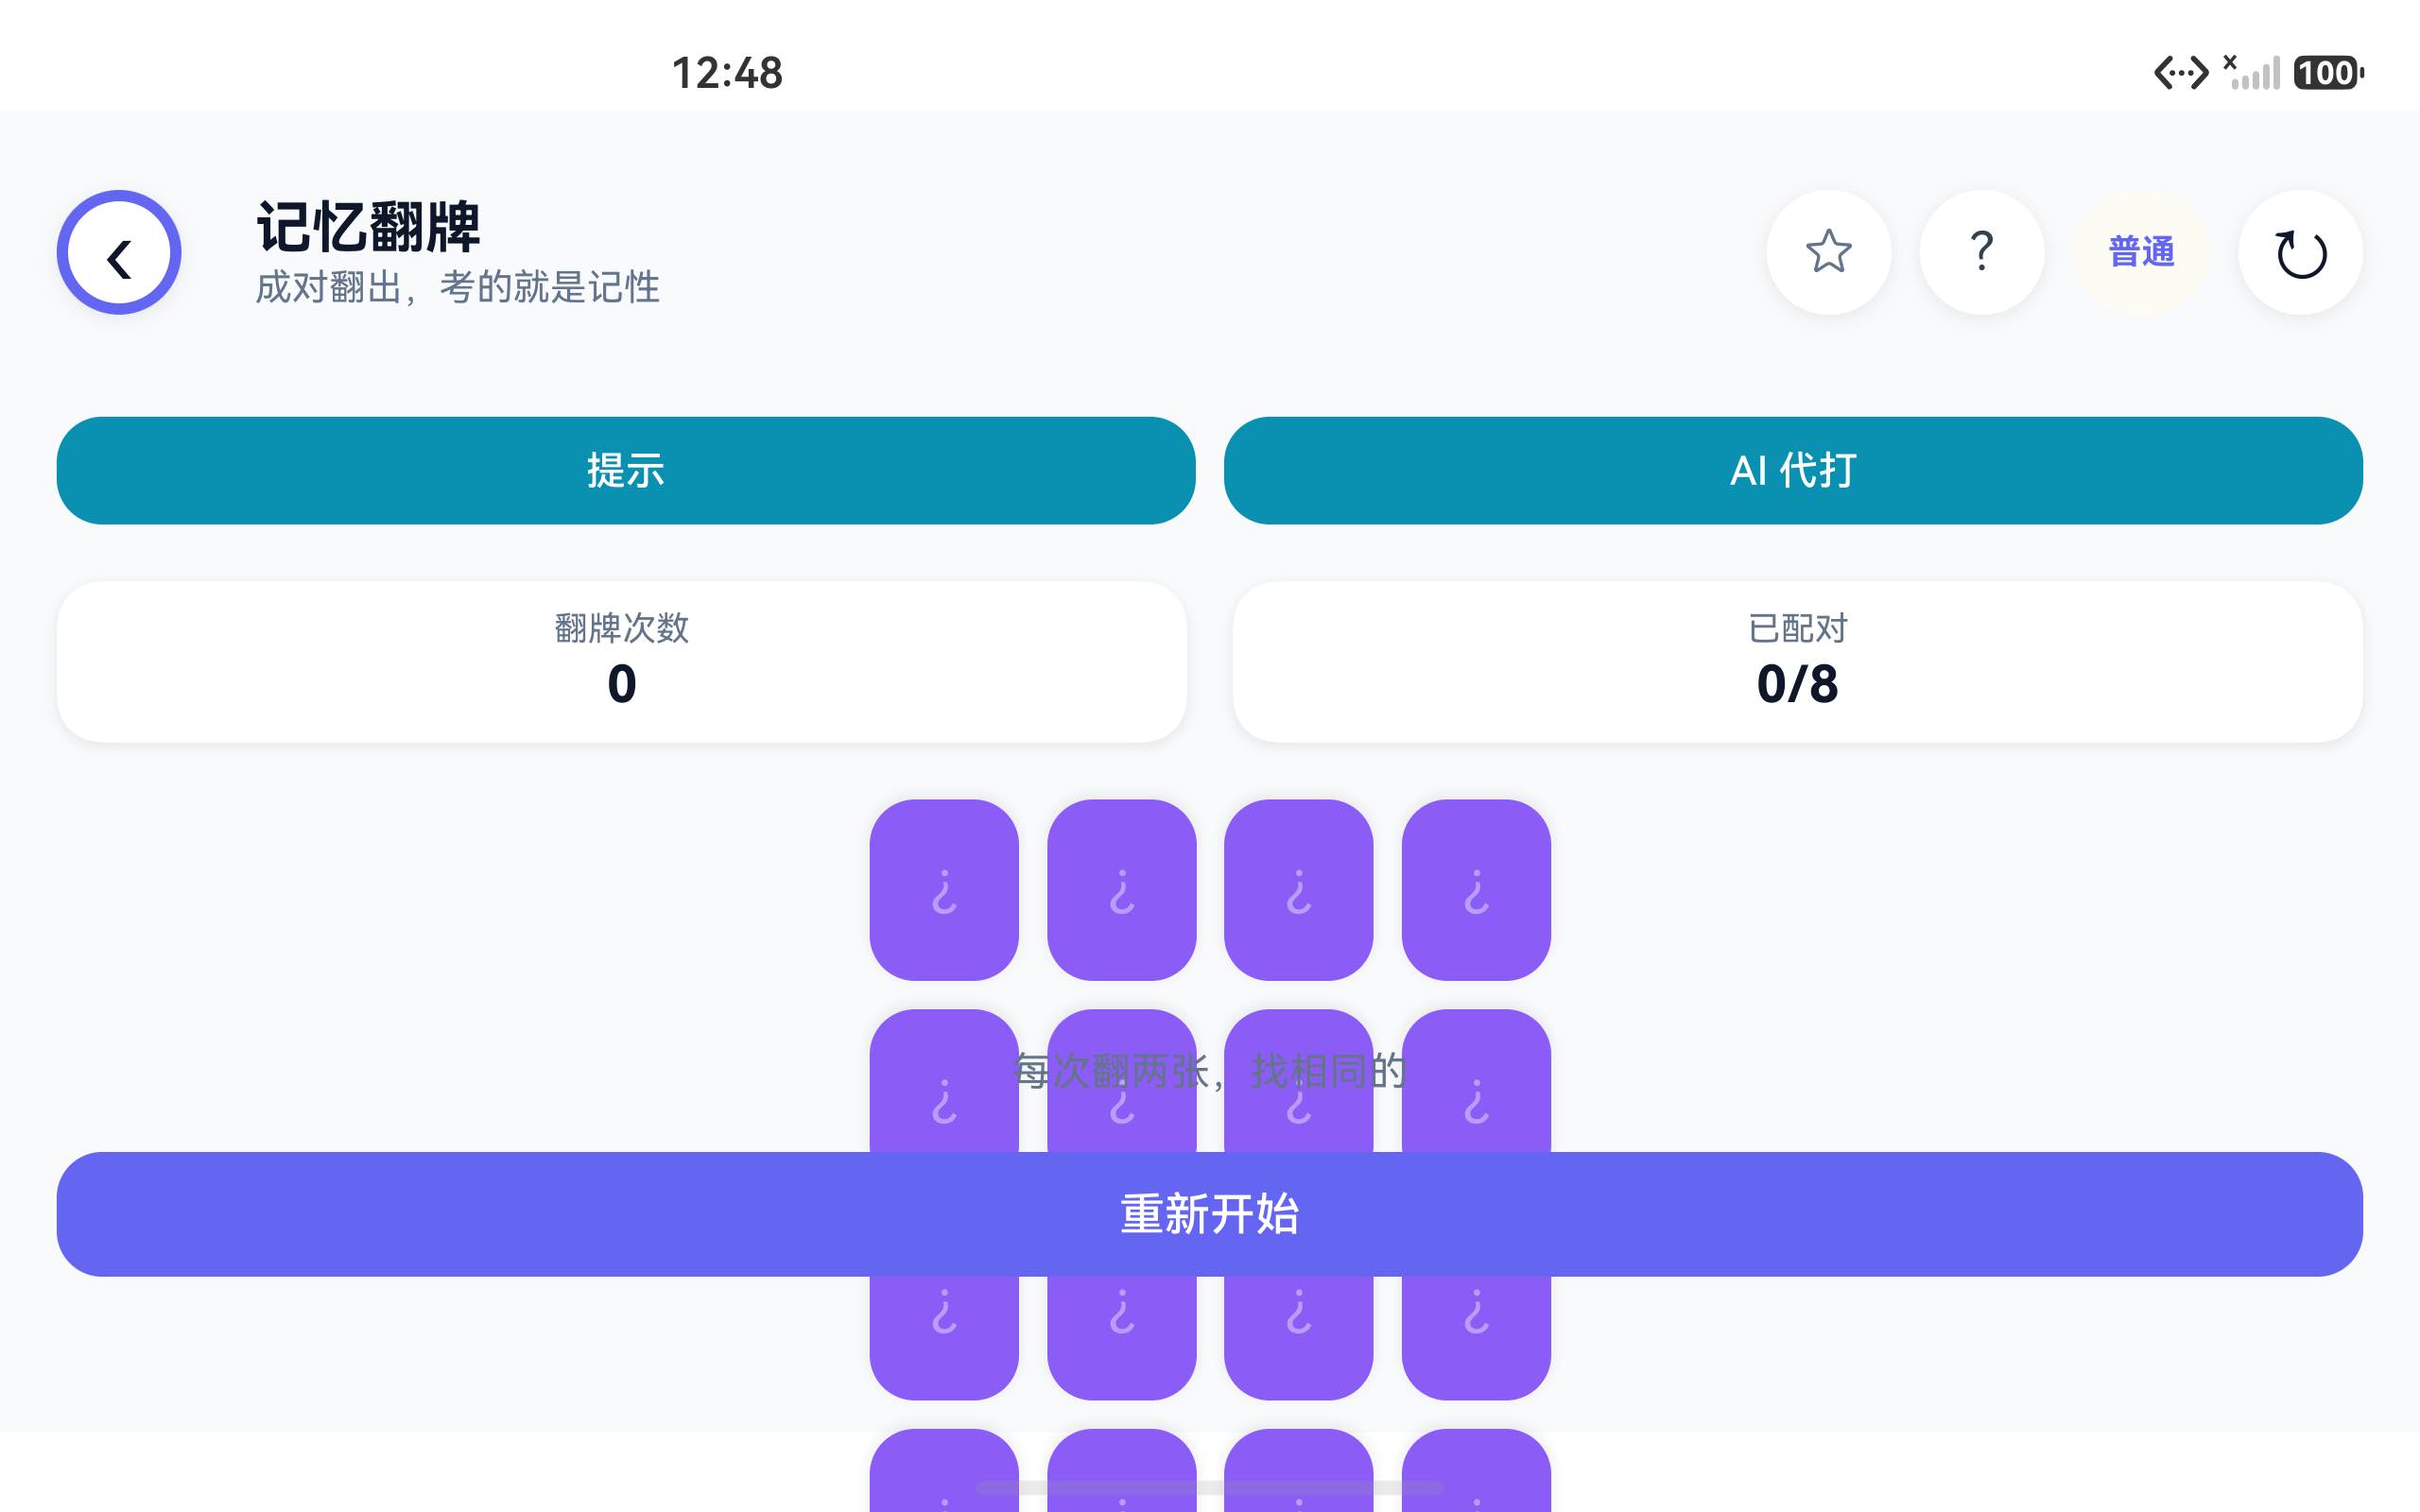 12:48
100
记忆翻牌
成对翻出，考的就是记性
?
普通
提示
AI 代打
翻牌次数
0
已配对
0/8
¿ ¿ ¿ ¿
每次翻两张，找相同的
¿ ¿ ¿ ¿
重新开始
¿ ¿ ¿ ¿